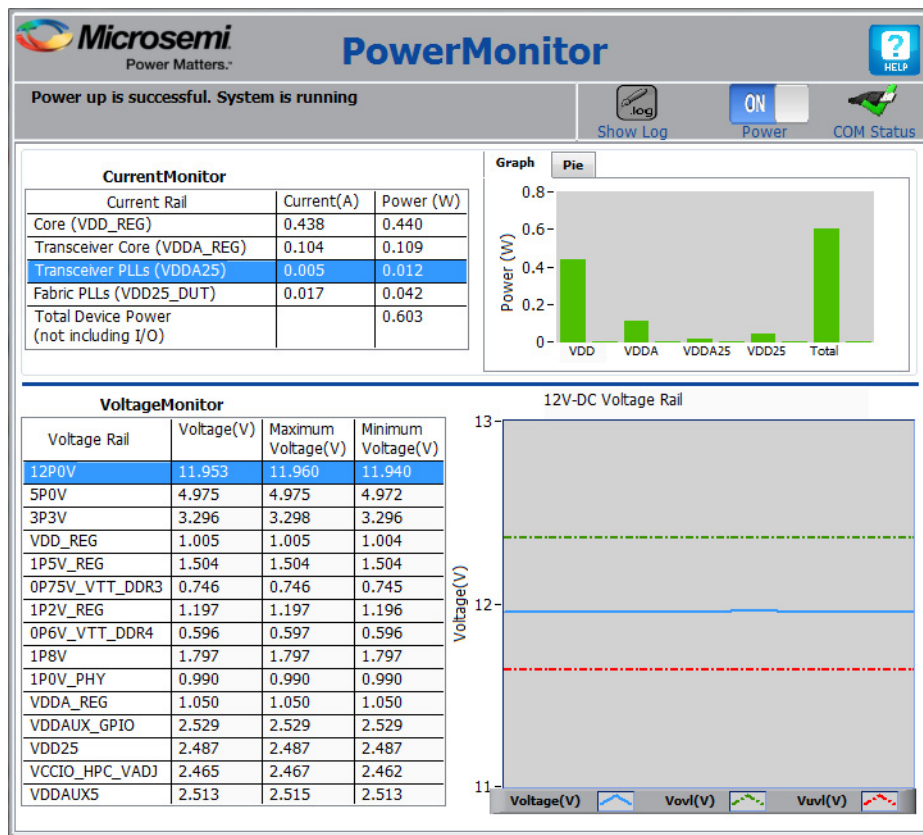 Microsemi
Power Matters.™
PowerMonitor
HELP
Power up is successful. System is running
.log
Show Log
ON
Power
COM Status
CurrentMonitor
Current Rail Current(A) Power (W)
Core (VDD_REG) 0.438 0.440
Transceiver Core (VDDA_REG) 0.104 0.109
Transceiver PLLs (VDDA25) 0.005 0.012
Fabric PLLs (VDD25_DUT) 0.017 0.042
Total Device Power 0.603
(not including I/O)
Graph Pie
Power (W)
0.8
0.6
0.4
0.2
0
VDD VDDA VDDA25 VDD25 Total
VoltageMonitor
Voltage Rail Voltage(V) Maximum Voltage(V) Minimum Voltage(V)
12P0V 11.953 11.960 11.940
5P0V 4.975 4.975 4.972
3P3V 3.296 3.298 3.296
VDD_REG 1.005 1.005 1.004
1P5V_REG 1.504 1.504 1.504
0P75V_VTT_DDR3 0.746 0.746 0.745
1P2V_REG 1.197 1.197 1.196
0P6V_VTT_DDR4 0.596 0.597 0.596
1P8V 1.797 1.797 1.797
1P0V_PHY 0.990 0.990 0.990
VDDA_REG 1.050 1.050 1.050
VDDAUX_GPIO 2.529 2.529 2.529
VDD25 2.487 2.487 2.487
VCCIO_HPC_VADJ 2.465 2.467 2.462
VDDAUX5 2.513 2.515 2.513
12V-DC Voltage Rail
Voltage(V)
13
12
11
Voltage(V) Vovl(V) Vuvl(V)